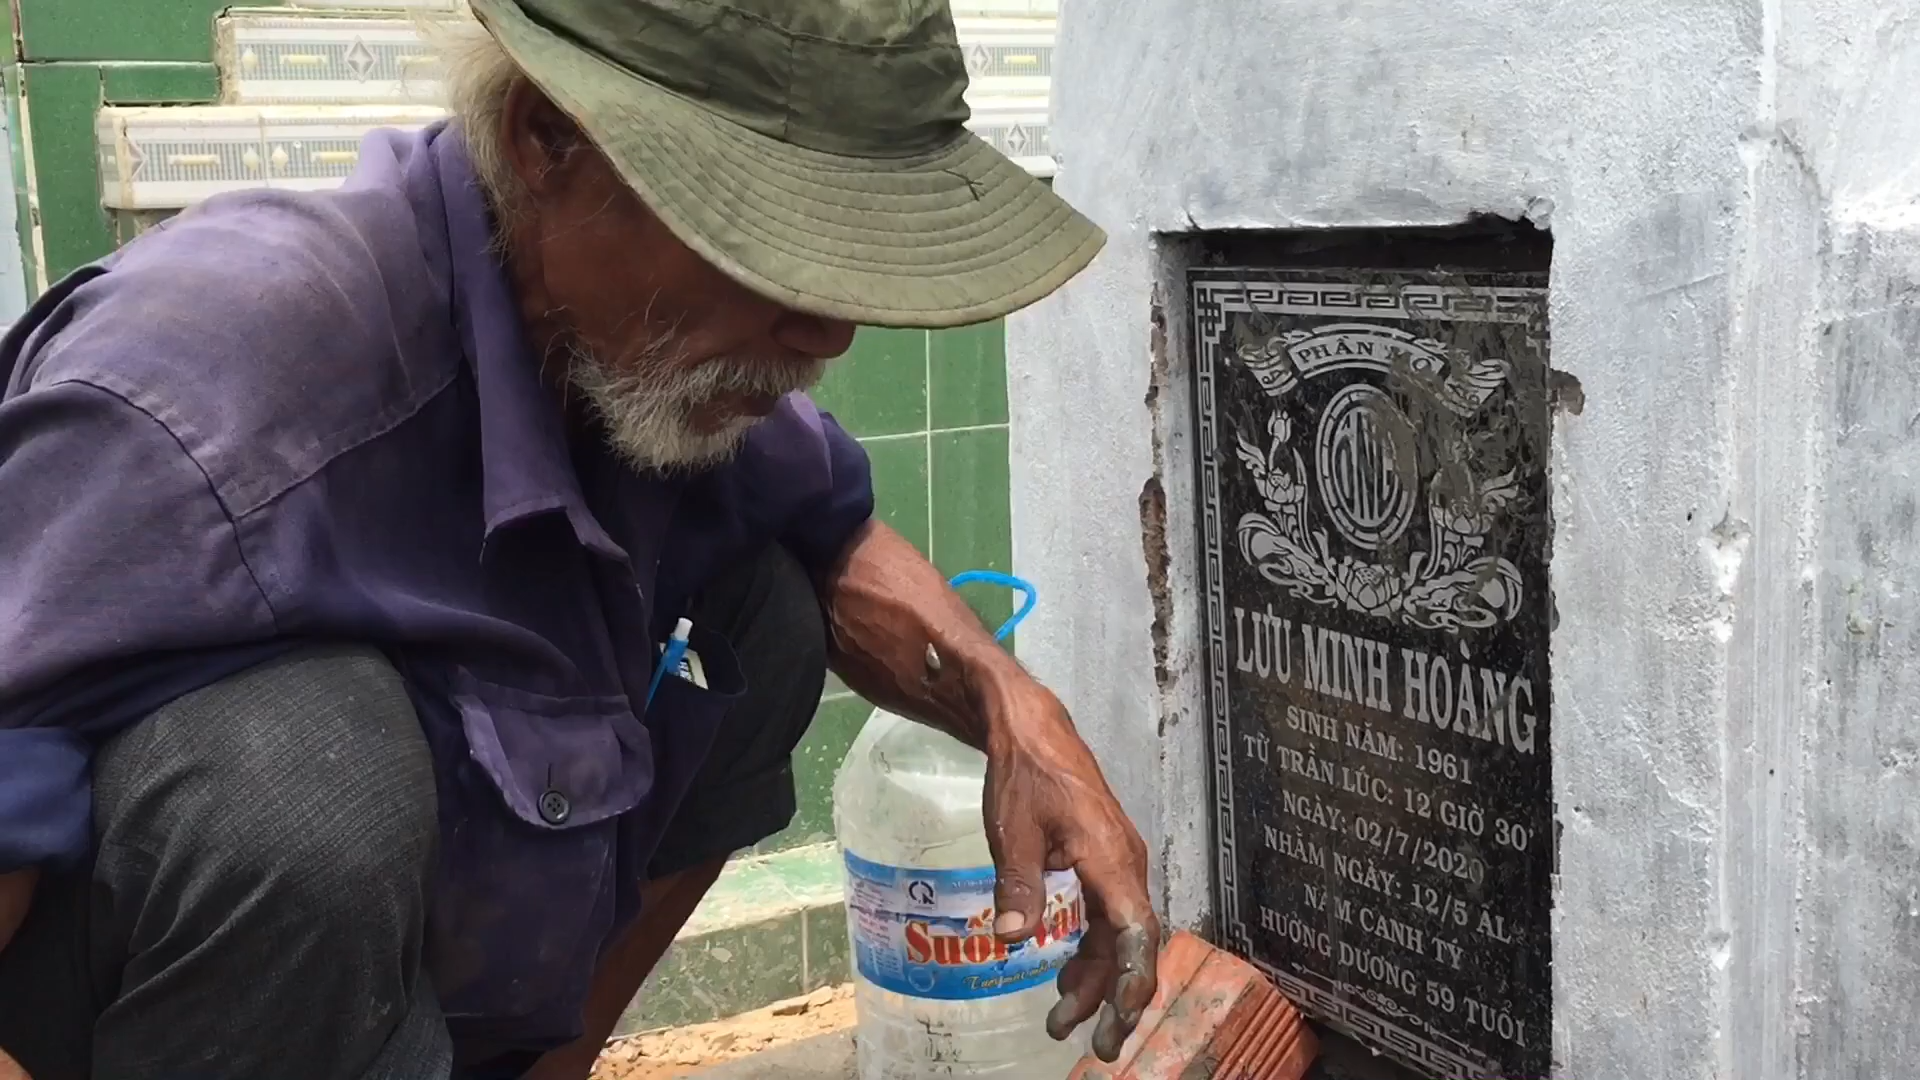 PHẦN MỘ
LƯU MINH HOÀNG
SINH NĂM: 1961
TỪ TRẦN LÚC: 12 GIỜ 30'
NGÀY: 02/7/2020
NHẰM NGÀY: 12/5 ÂL
NĂM CANH TÝ
HƯỞNG DƯƠNG 59 TUỔI
Suối